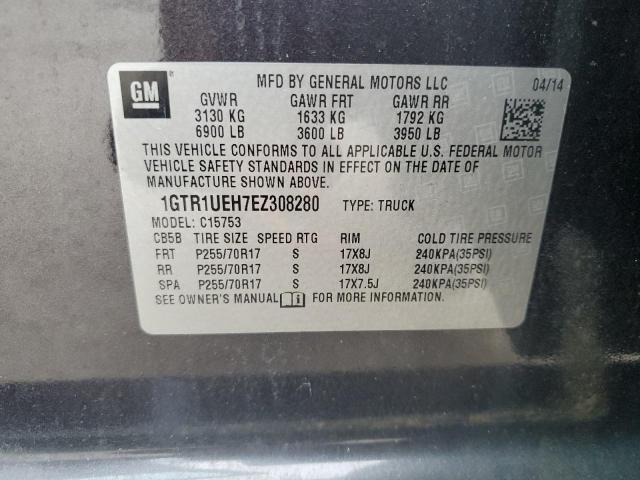 GM
MFD BY GENERAL MOTORS LLC 04/14
GVWR GAWR FRT GAWR RR
3130 KG 1633 KG 1792 KG
6900 LB 3600 LB 3950 LB
THIS VEHICLE CONFORMS TO ALL APPLICABLE U.S. FEDERAL MOTOR
VEHICLE SAFETY STANDARDS IN EFFECT ON THE DATE OF
MANUFACTURE SHOWN ABOVE.
1GTR1UEH7EZ308280 TYPE: TRUCK
MODEL: C15753
CB5B TIRE SIZE SPEED RTG RIM COLD TIRE PRESSURE
FRT P255/70R17 S 17X8J 240KPA(35PSI)
RR P255/70R17 S 17X8J 240KPA(35PSI)
SPA P255/70R17 S 17X7.5J 240KPA(35PSI)
SEE OWNER'S MANUAL FOR MORE INFORMATION.